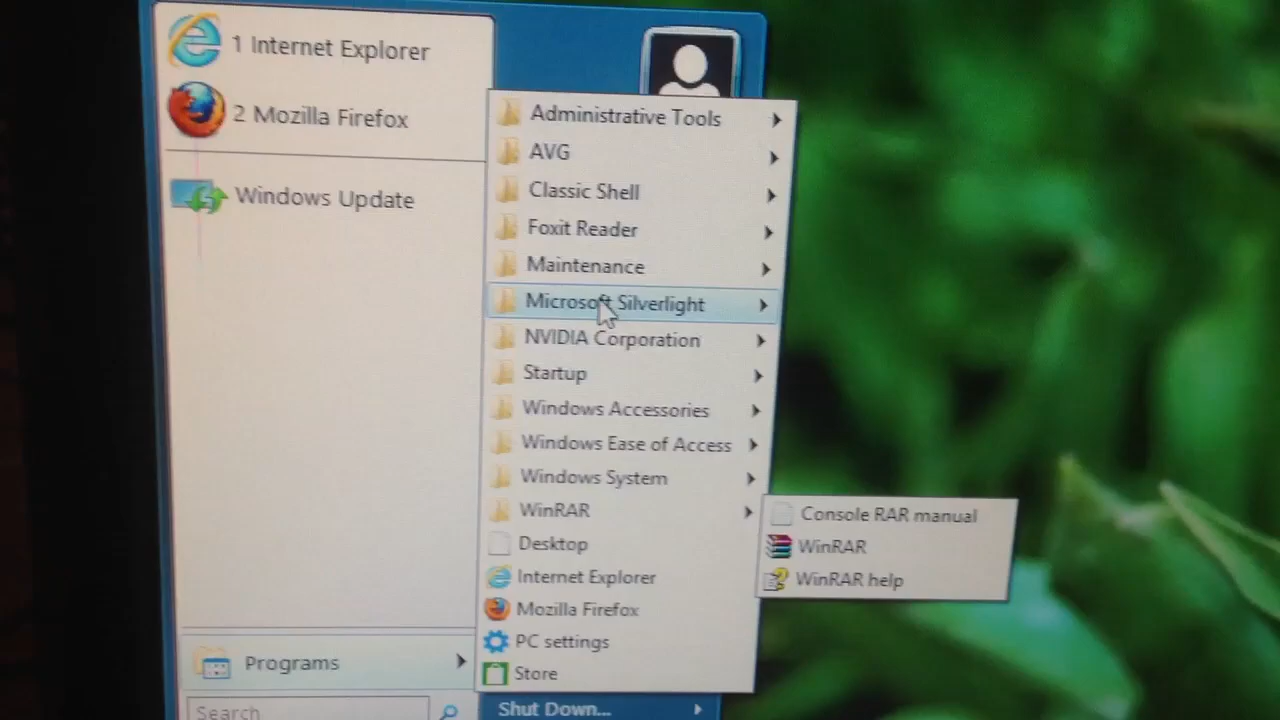 1 Internet Explorer
2 Mozilla Firefox
Windows Update
Programs
Search
Administrative Tools
AVG
Classic Shell
Foxit Reader
Maintenance
Microsoft Silverlight
NVIDIA Corporation
Startup
Windows Accessories
Windows Ease of Access
Windows System
WinRAR
Desktop
Internet Explorer
Mozilla Firefox
PC settings
Store
Shut Down...
Console RAR manual
WinRAR
WinRAR help